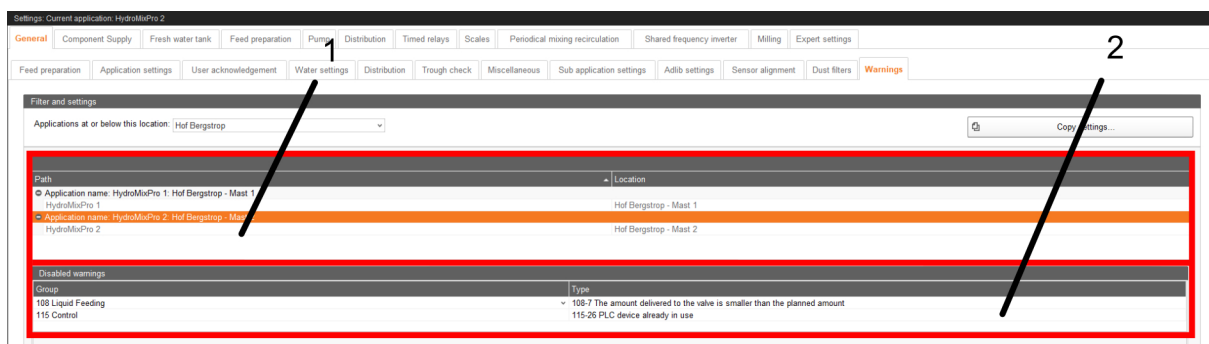 Settings: Current application: HydroMixPro 2
General Component Supply Fresh water tank Feed preparation Pump Distribution Timed relays Scales Periodical mixing recirculation Shared frequency inverter Milling Expert settings
1
2
Feed preparation Application settings User acknowledgement Water settings Distribution Trough check Miscellaneous Sub application settings Adlib settings Sensor alignment Dust filters Warnings
Filter and settings
Applications at or below this location: Hof Bergstrop Copy settings...
Path Location
Application name: HydroMixPro 1: Hof Bergstrop - Mast 1
HydroMixPro 1 Hof Bergstrop - Mast 1
Application name: HydroMixPro 2: Hof Bergstrop - Mast
HydroMixPro 2 Hof Bergstrop - Mast 2
Disabled warnings
Group Type
108 Liquid Feeding 108-7 The amount delivered to the valve is smaller than the planned amount
115 Control 115-26 PLC device already in use